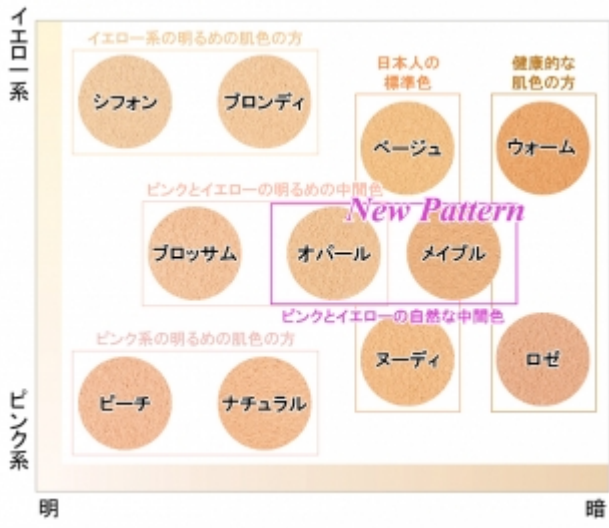 イエロー系
イエロー系の明るめの肌色の方
シフォン
ブロンディ
日本人の
標準色
ベージュ
健康的な
肌色の方
ウォーム
ピンクとイエローの明るめの中間色
New Pattern
ブロッサム
オパール
メイプル
ピンクとイエローの自然な中間色
ピンク系の明るめの肌色の方
ピーチ
ナチュラル
ヌーディ
ロゼ
ピンク系
明
暗